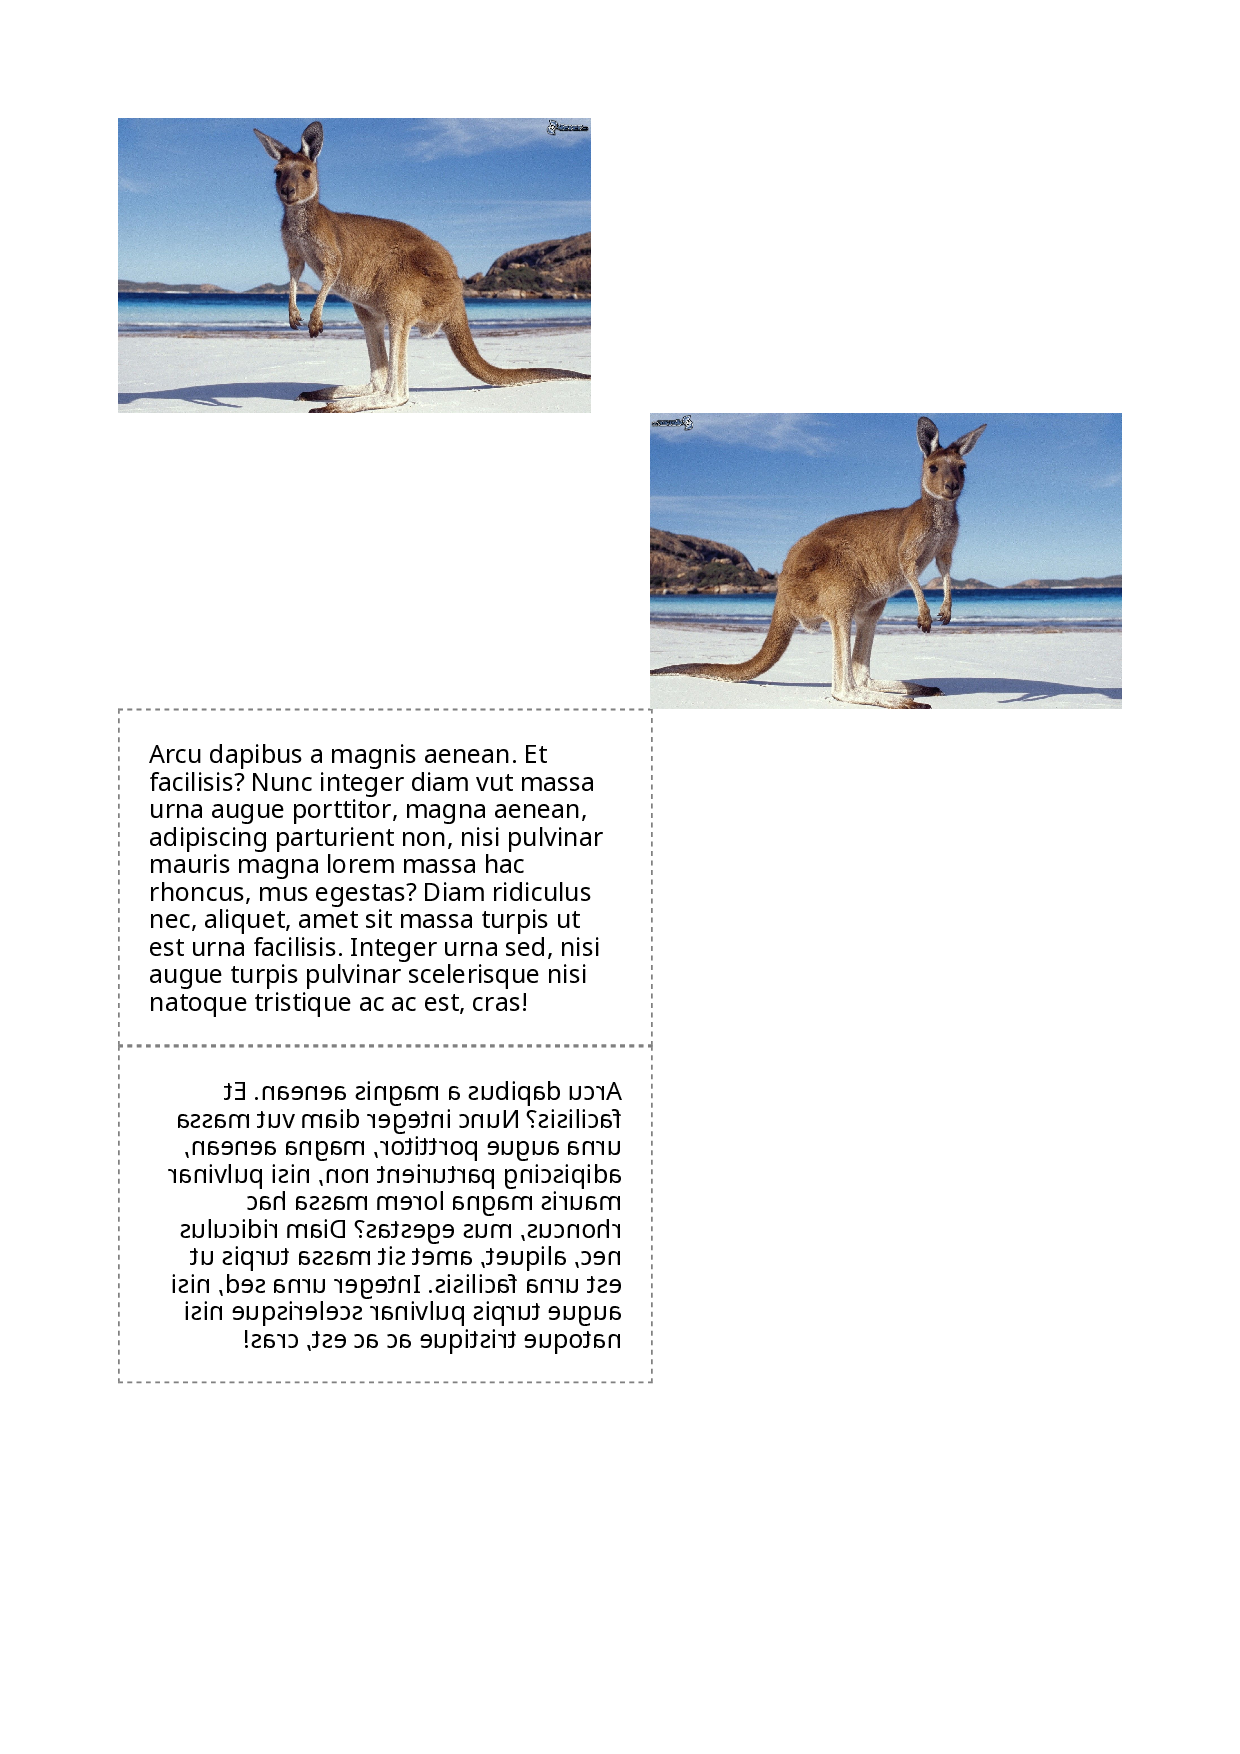 Arcu dapibus a magnis aenean. Et
facilisis? Nunc integer diam vut massa
urna augue porttitor, magna aenean,
adipiscing parturient non, nisi pulvinar
mauris magna lorem massa hac
rhoncus, mus egestas? Diam ridiculus
nec, aliquet, amet sit massa turpis ut
est urna facilisis. Integer urna sed, nisi
augue turpis pulvinar scelerisque nisi
natoque tristique ac ac est, cras!
Arcu dapibus a magnis aenean. Et
facilisis? Nunc integer diam vut massa
urna augue porttitor, magna aenean,
adipiscing parturient non, nisi pulvinar
mauris magna lorem massa hac
rhoncus, mus egestas? Diam ridiculus
nec, aliquet, amet sit massa turpis ut
est urna facilisis. Integer urna sed, nisi
augue turpis pulvinar scelerisque nisi
natoque tristique ac ac est, cras!